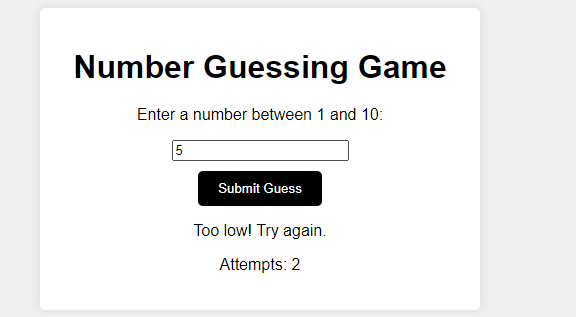 Number Guessing Game
Enter a number between 1 and 10:
5
Submit Guess
Too low! Try again.
Attempts: 2